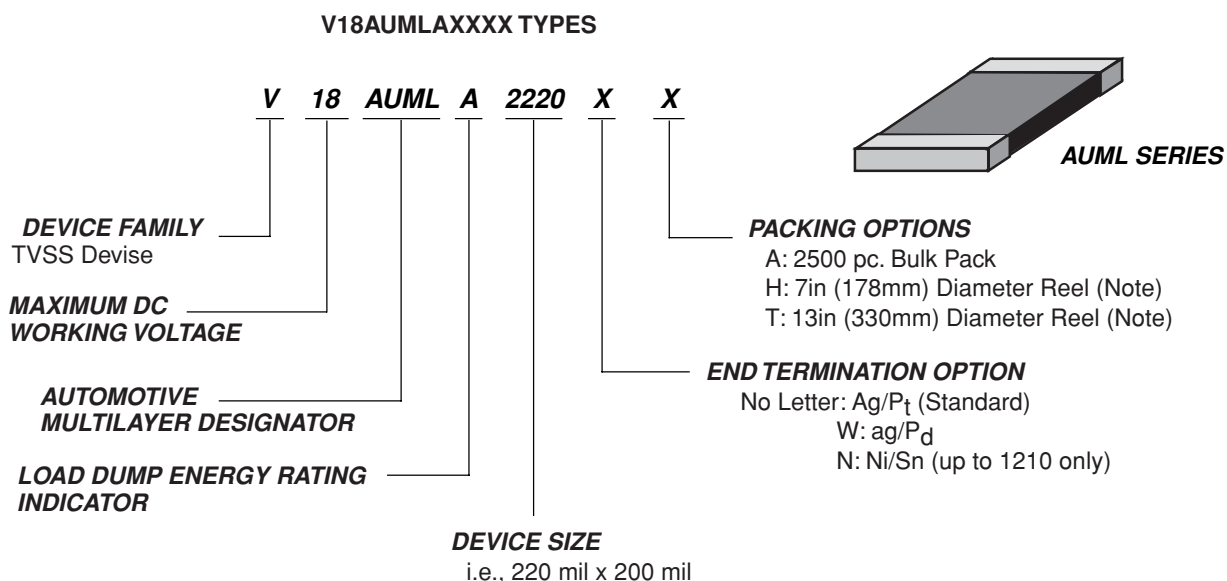 V18AUMLAXXXX TYPES
V 18 AUML A 2220 X X
AUML SERIES
DEVICE FAMILY
TVSS Devise
MAXIMUM DC
WORKING VOLTAGE
AUTOMOTIVE
MULTILAYER DESIGNATOR
LOAD DUMP ENERGY RATING
INDICATOR
DEVICE SIZE
i.e., 220 mil x 200 mil
PACKING OPTIONS
A: 2500 pc. Bulk Pack
H: 7in (178mm) Diameter Reel (Note)
T: 13in (330mm) Diameter Reel (Note)
END TERMINATION OPTION
No Letter: Ag/Pt (Standard)
W: ag/Pd
N: Ni/Sn (up to 1210 only)